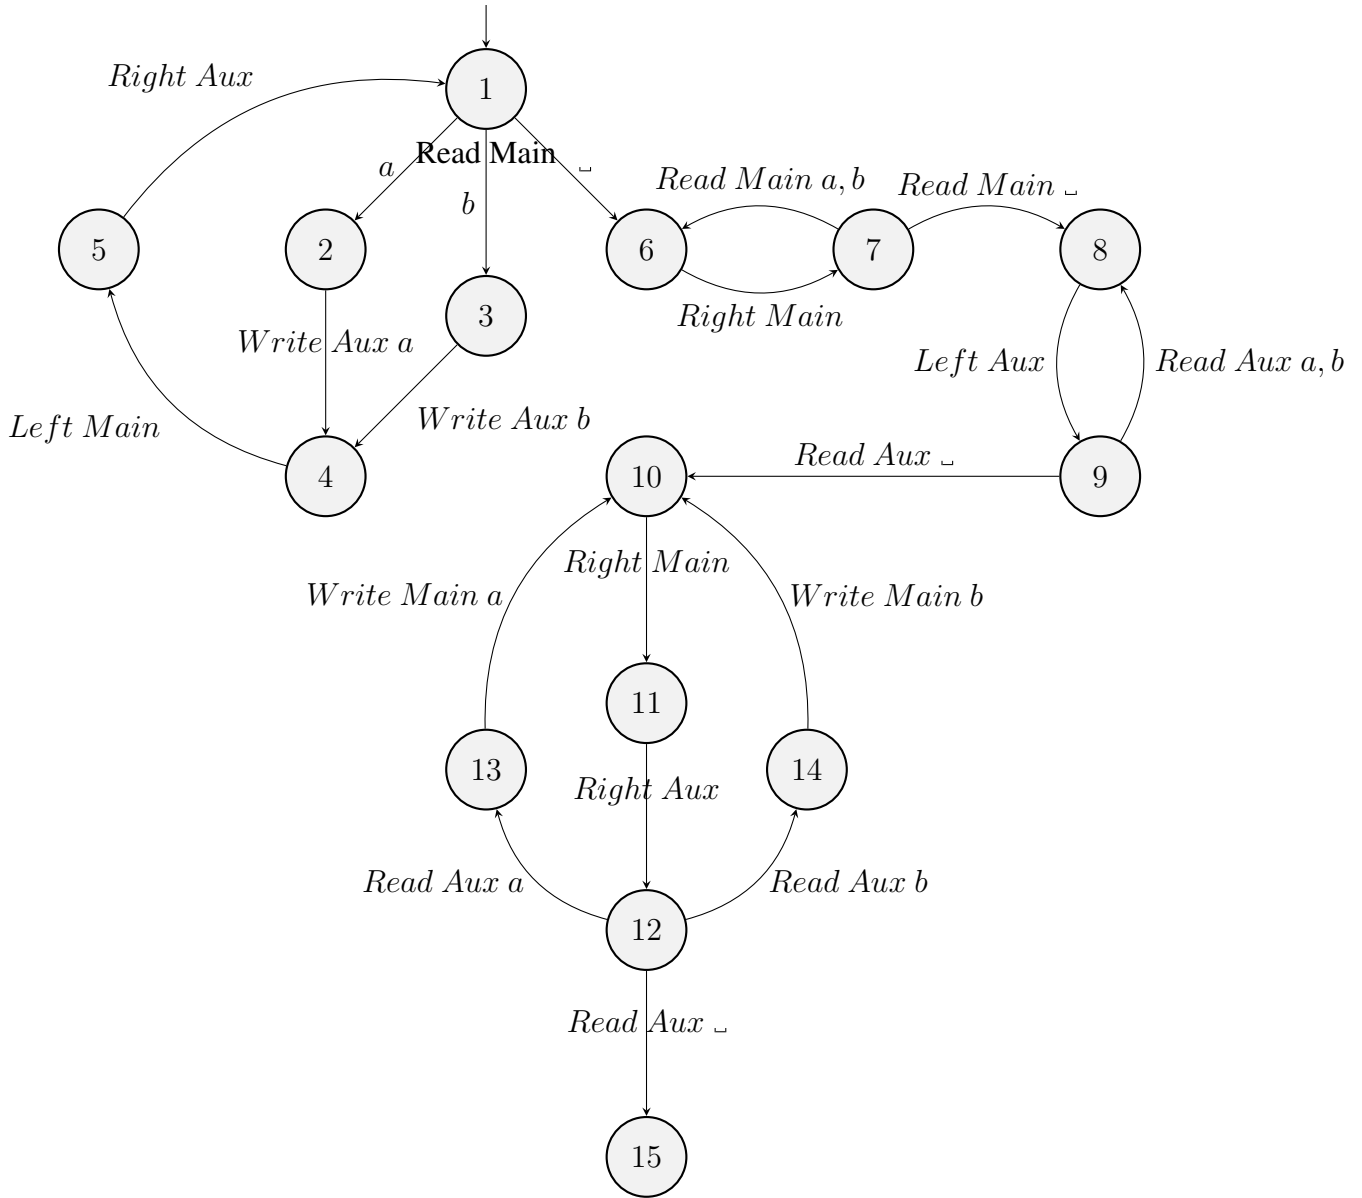 Right Aux
1
Read Main
a
␣
b
Read Main a, b
Read Main ␣
5
2
6
7
8
3
Right Main
Write Aux a
Left Aux
Read Aux a, b
Left Main
Write Aux b
Read Aux ␣
4
10
9
Right Main
Write Main a
Write Main b
11
13
14
Right Aux
Read Aux a
Read Aux b
12
Read Aux ␣
15